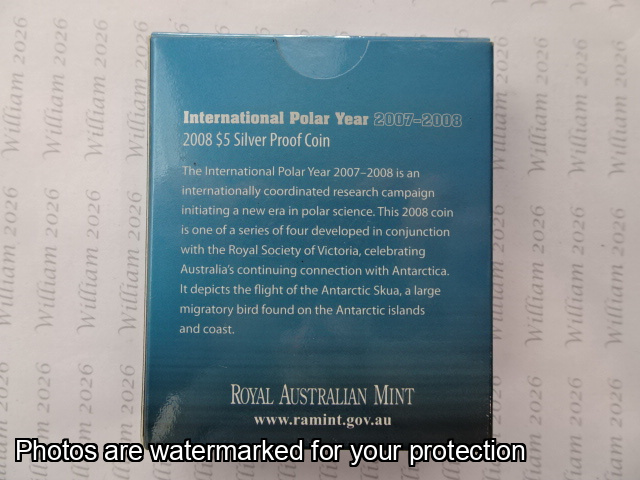 International Polar Year 2007–2008
2008 $5 Silver Proof Coin
The International Polar Year 2007–2008 is an
internationally coordinated research campaign
initiating a new era in polar science. This 2008 coin
is one of a series of four developed in conjunction
with the Royal Society of Victoria, celebrating
Australia's continuing connection with Antarctica.
It depicts the flight of the Antarctic Skua, a large
migratory bird found on the Antarctic islands
and coast.
ROYAL AUSTRALIAN MINT
www.ramint.gov.au
Photos are watermarked for your protection
William 2026